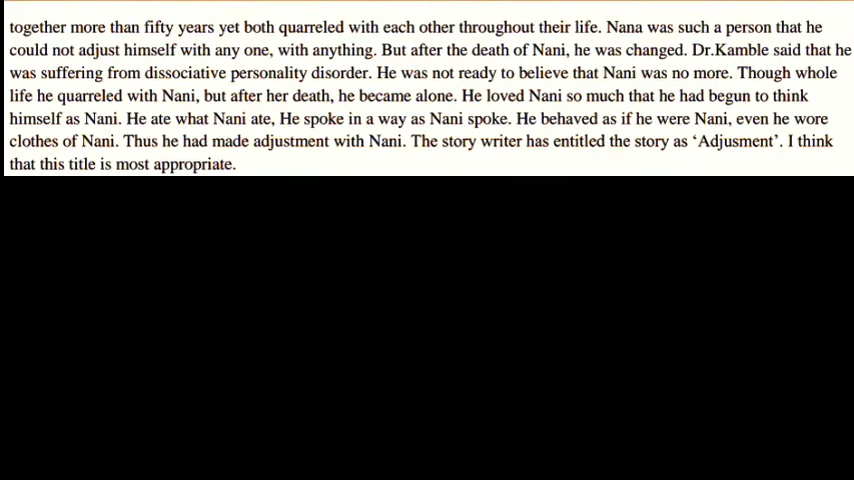 together more than fifty years yet both quarreled with each other throughout their life. Nana was such a person that he
could not adjust himself with any one, with anything. But after the death of Nani, he was changed. Dr.Kamble said that he
was suffering from dissociative personality disorder. He was not ready to believe that Nani was no more. Though whole
life he quarreled with Nani, but after her death, he became alone. He loved Nani so much that he had begun to think
himself as Nani. He ate what Nani ate, He spoke in a way as Nani spoke. He behaved as if he were Nani, even he wore
clothes of Nani. Thus he had made adjustment with Nani. The story writer has entitled the story as ‘Adjusment’. I think
that this title is most appropriate.